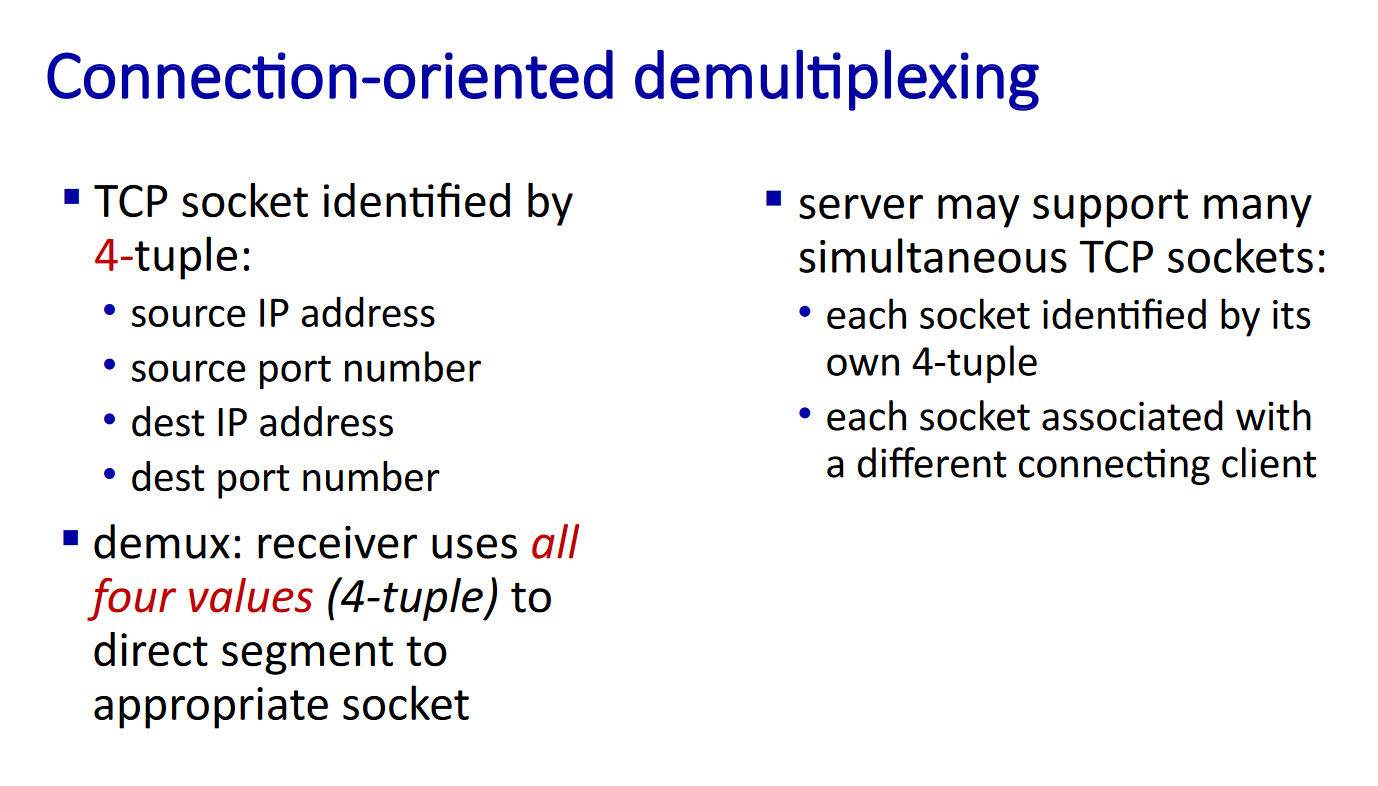 Connection-oriented demultiplexing
▪ TCP socket identified by
4-tuple:
• source IP address
• source port number
• dest IP address
• dest port number
▪ demux: receiver uses all
four values (4-tuple) to
direct segment to
appropriate socket
▪ server may support many
simultaneous TCP sockets:
• each socket identified by its
own 4-tuple
• each socket associated with
a different connecting client